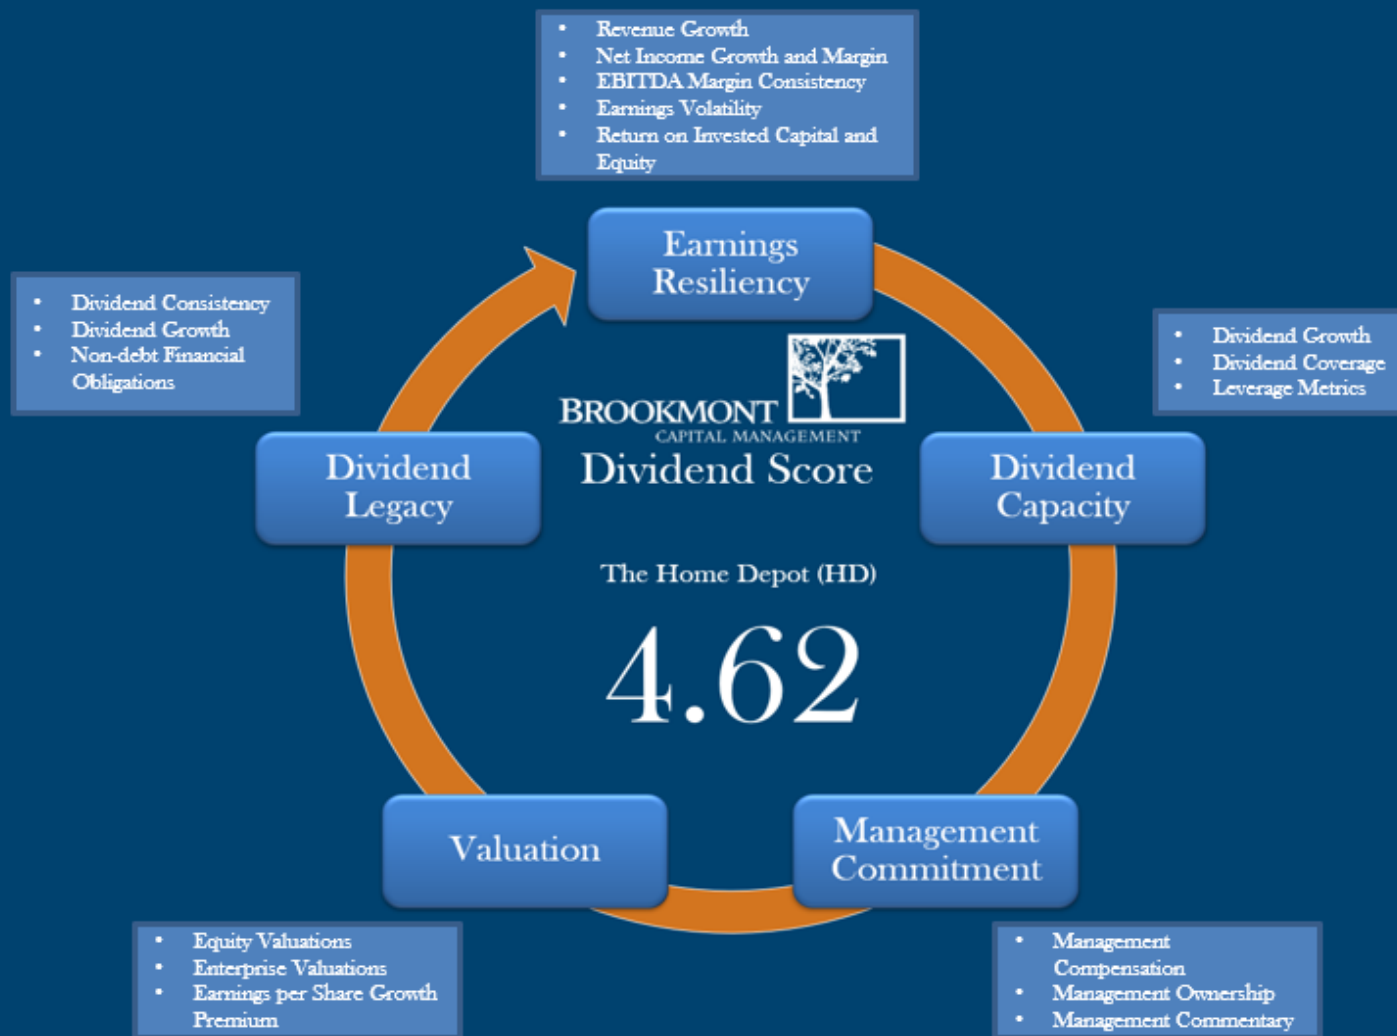 • Revenue Growth
• Net Income Growth and Margin
• EBITDA Margin Consistency
• Earnings Volatility
• Return on Invested Capital and
Equity
Earnings
Resiliency
• Dividend Consistency
• Dividend Growth
• Non-debt Financial
Obligations
• Dividend Growth
• Dividend Coverage
• Leverage Metrics
BROOKMONT
CAPITAL MANAGEMENT
Dividend Score
Dividend
Legacy
Dividend
Capacity
The Home Depot (HD)
4.62
Valuation
Management
Commitment
• Equity Valuations
• Enterprise Valuations
• Earnings per Share Growth
Premium
• Management
Compensation
• Management Ownership
• Management Commentary